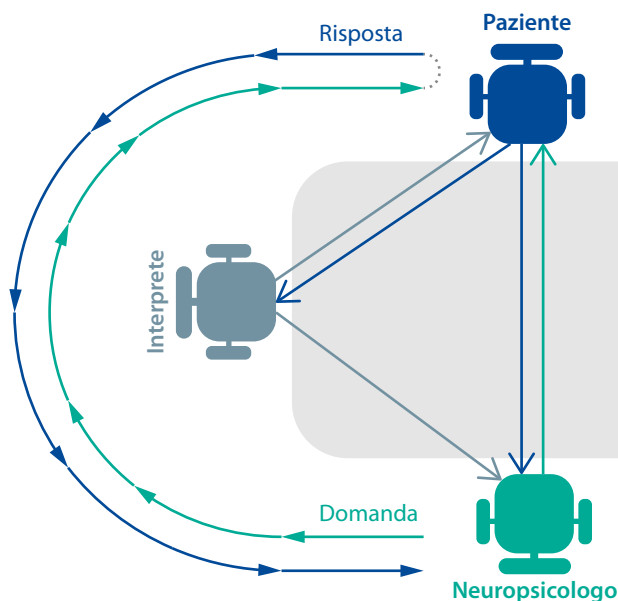 Paziente
Risposta
Interprete
Domanda
Neuropsicologo